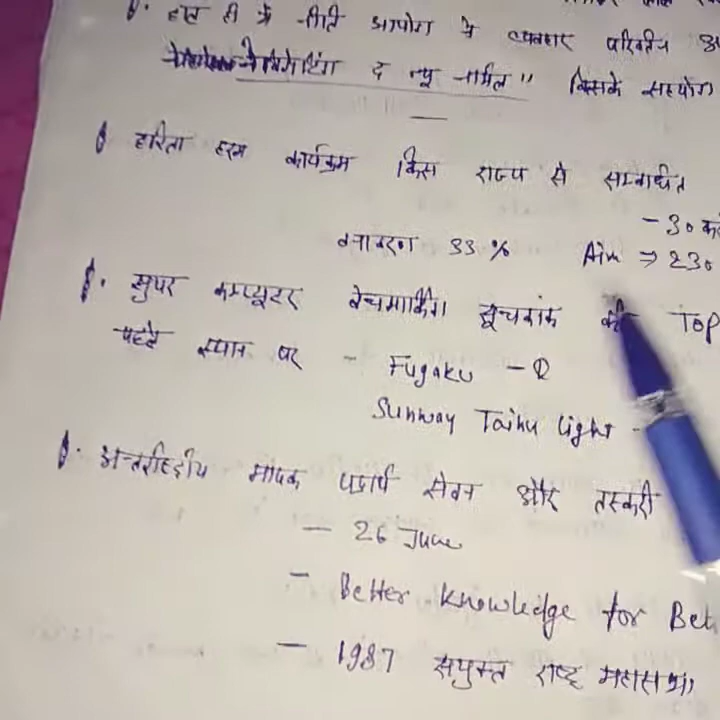 हाल ही में नीति आयोग ने व्यवहार परिवर्तन
नेविगेटिंग द न्यू नार्मल" किसके सहयोग
हरिता हरम कार्यक्रम किस राज्य से सम्बन्धित
- 30
वनावरण 33 % Aim ⇒ 230
सुपर कम्प्यूटर बेंचमार्किंग सूचकांक की TOP
पहले स्थान पर - Fugaku -
Sunway Taihu light -
अन्तर्राष्ट्रीय मादक पदार्थ सेवन और तस्करी
- 26 June
- Better Knowledge for Bet
- 1987 संयुक्त राष्ट्र महासभा